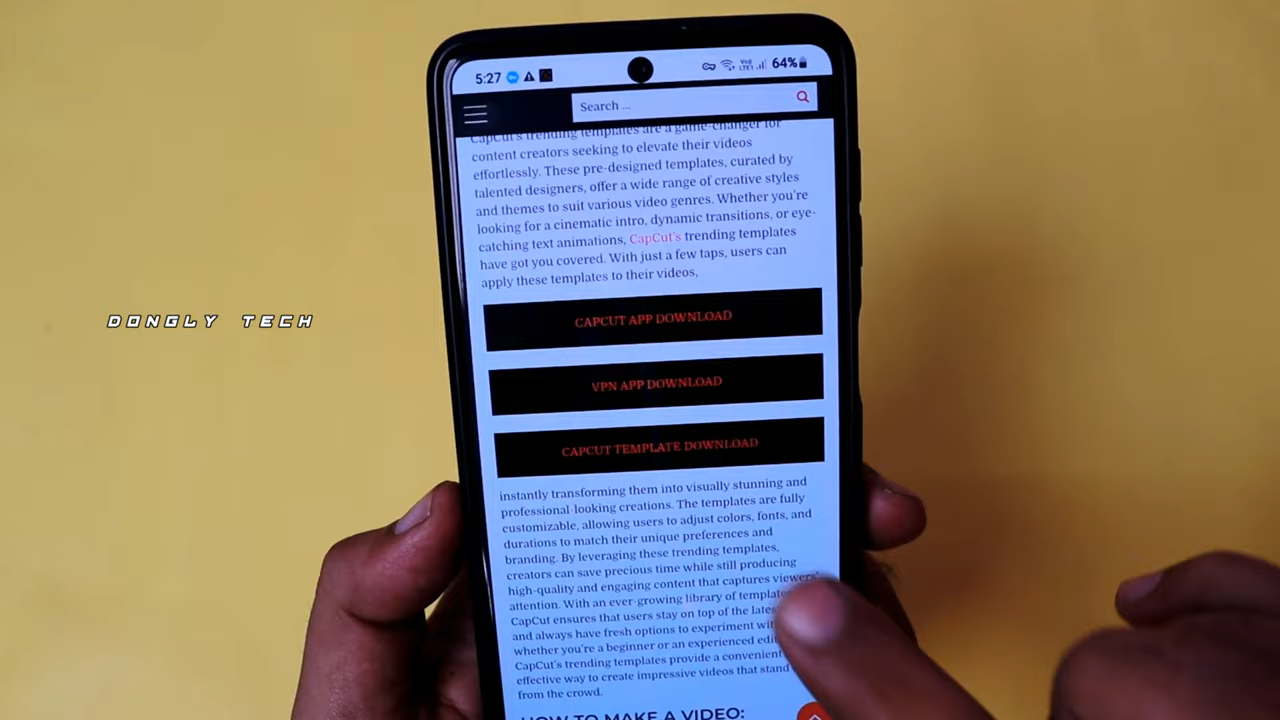 5:27
VoD
LTE1
64%
Search ...
CapCut's trending templates are a game-changer for
content creators seeking to elevate their videos
effortlessly. These pre-designed templates, curated by
talented designers, offer a wide range of creative styles
and themes to suit various video genres. Whether you're
looking for a cinematic intro, dynamic transitions, or eye-
catching text animations, CapCut's trending templates
have got you covered. With just a few taps, users can
apply these templates to their videos,
DONGLY TECH
CAPCUT APP DOWNLOAD
VPN APP DOWNLOAD
CAPCUT TEMPLATE DOWNLOAD
instantly transforming them into visually stunning and
professional-looking creations. The templates are fully
customizable, allowing users to adjust colors, fonts, and
durations to match their unique preferences and
branding. By leveraging these trending templates,
creators can save precious time while still producing
high-quality and engaging content that captures viewers'
attention. With an ever-growing library of
CapCut ensures that users stay on top of the
and always have fresh options to experiment
whether you're a beginner or an experienced
CapCut's trending templates provide a convenient
effective way to create impressive videos that stand
from the crowd.
HOW TO MAKE A VIDEO: